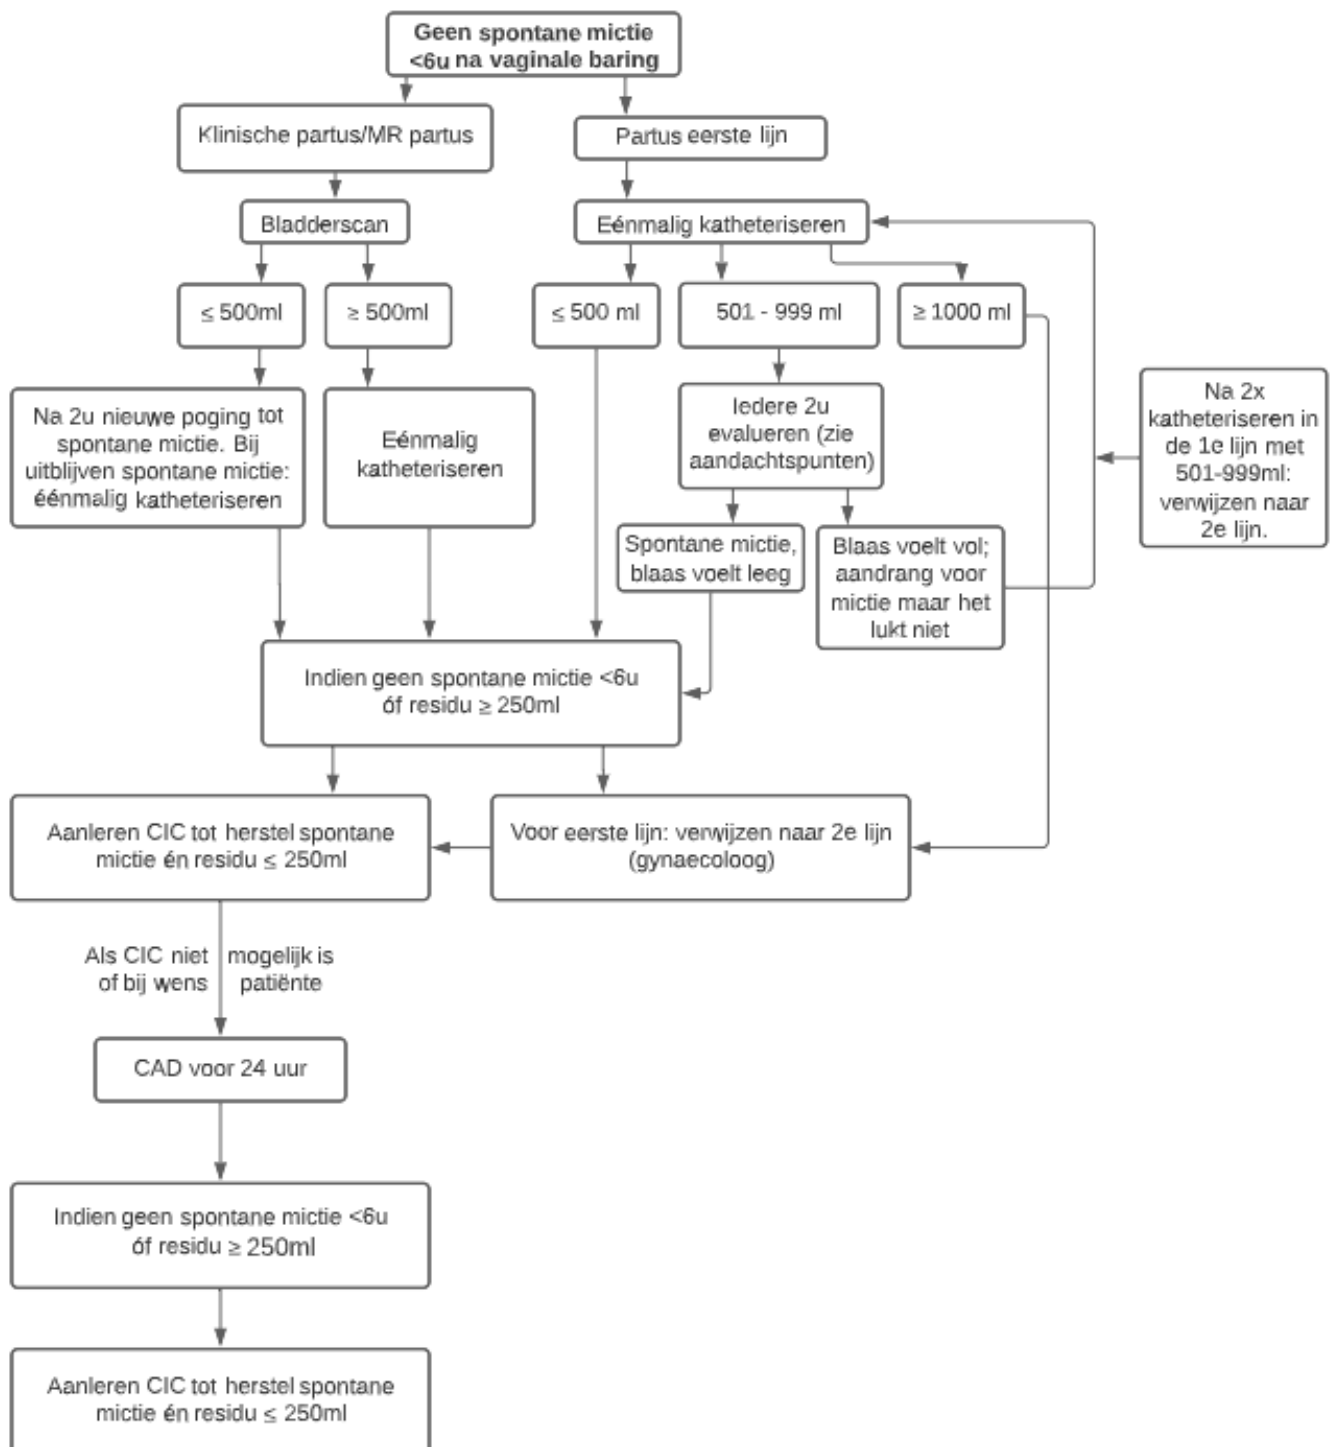 Geen spontane mictie
<6u na vaginale baring
Klinische partus/MR partus
Partus eerste lijn
Bladderscan
Eénmalig katheteriseren
≤ 500ml
≥ 500ml
≤ 500 ml
501 - 999 ml
≥ 1000 ml
Na 2u nieuwe poging tot
spontane mictie. Bij
uitblijven spontane mictie:
éénmalig katheteriseren
Eénmalig
katheteriseren
Iedere 2u
evalueren (zie
aandachtspunten)
Na 2x
katheteriseren in
de 1e lijn met
501-999ml:
verwijzen naar
2e lijn.
Spontane mictie,
blaas voelt leeg
Blaas voelt vol;
aandrang voor
mictie maar het
lukt niet
Indien geen spontane mictie <6u
óf residu ≥ 250ml
Aanleren CIC tot herstel spontane
mictie én residu ≤ 250ml
Voor eerste lijn: verwijzen naar 2e lijn
(gynaecoloog)
Als CIC niet mogelijk is
of bij wens patiënte
CAD voor 24 uur
Indien geen spontane mictie <6u
óf residu ≥ 250ml
Aanleren CIC tot herstel spontane
mictie én residu ≤ 250ml